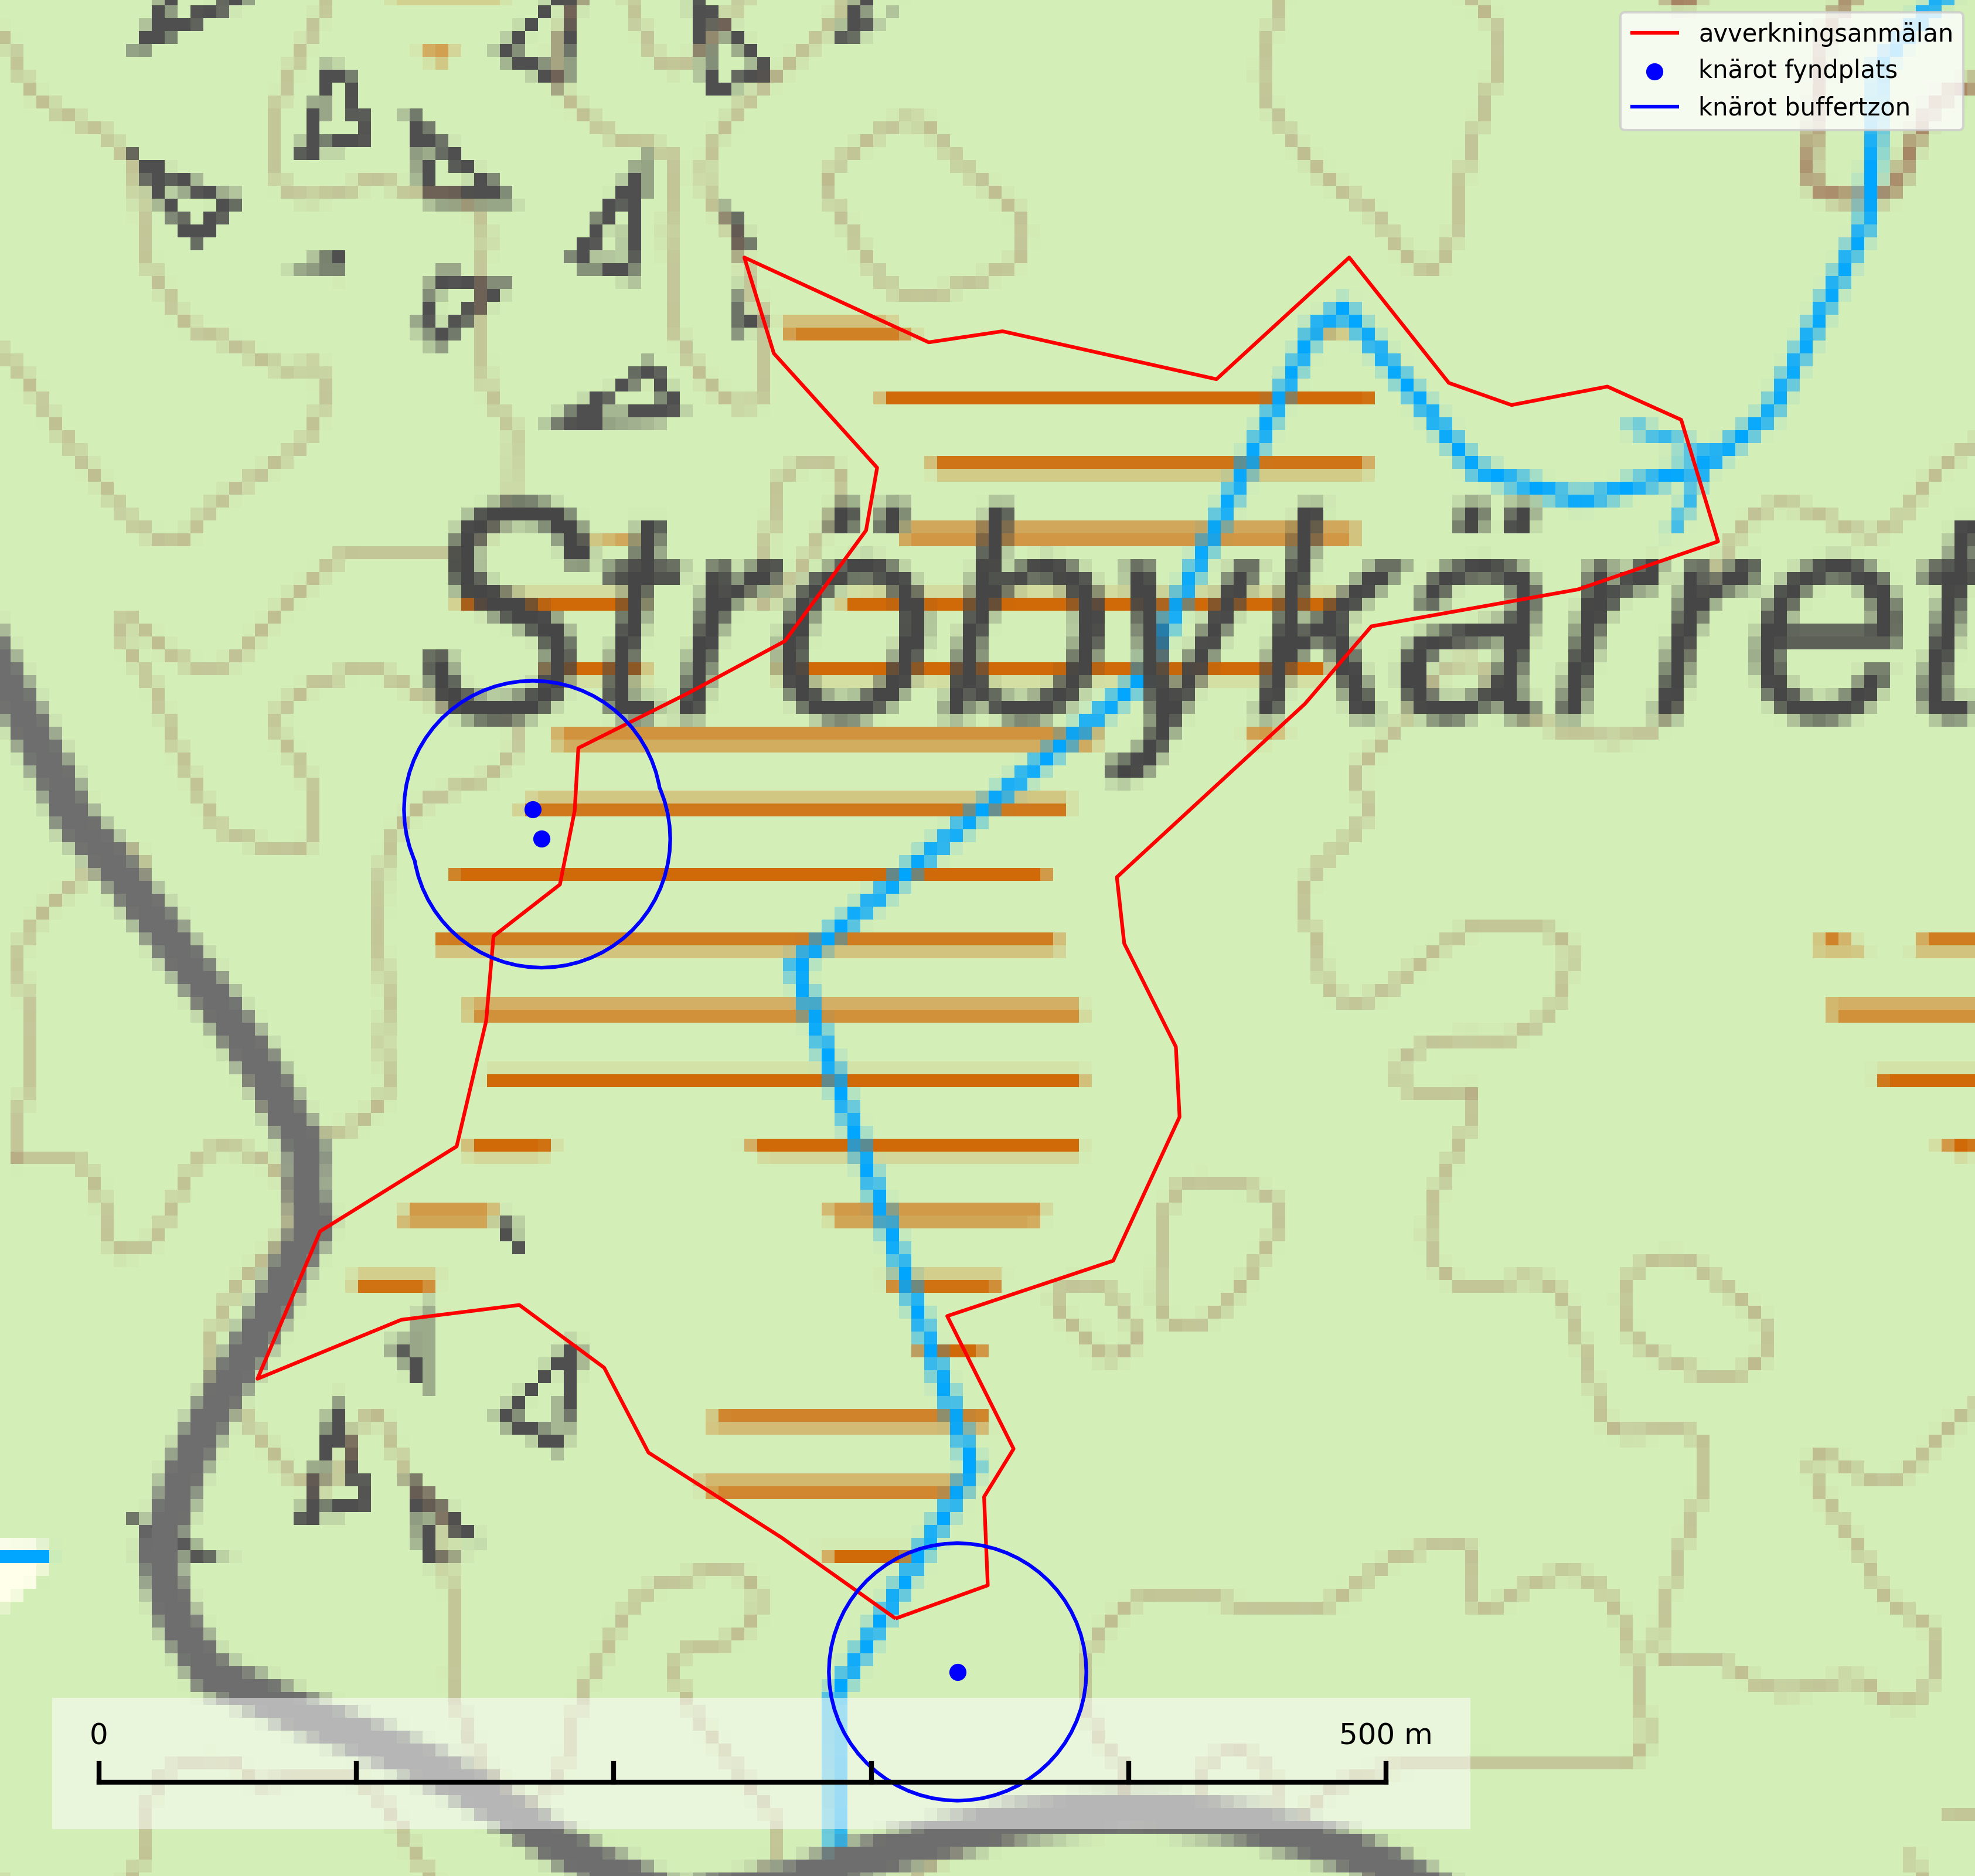 avverkningsanmälan
knärot fyndplats
knärot buffertzon
Ströbykärret
0 500 m